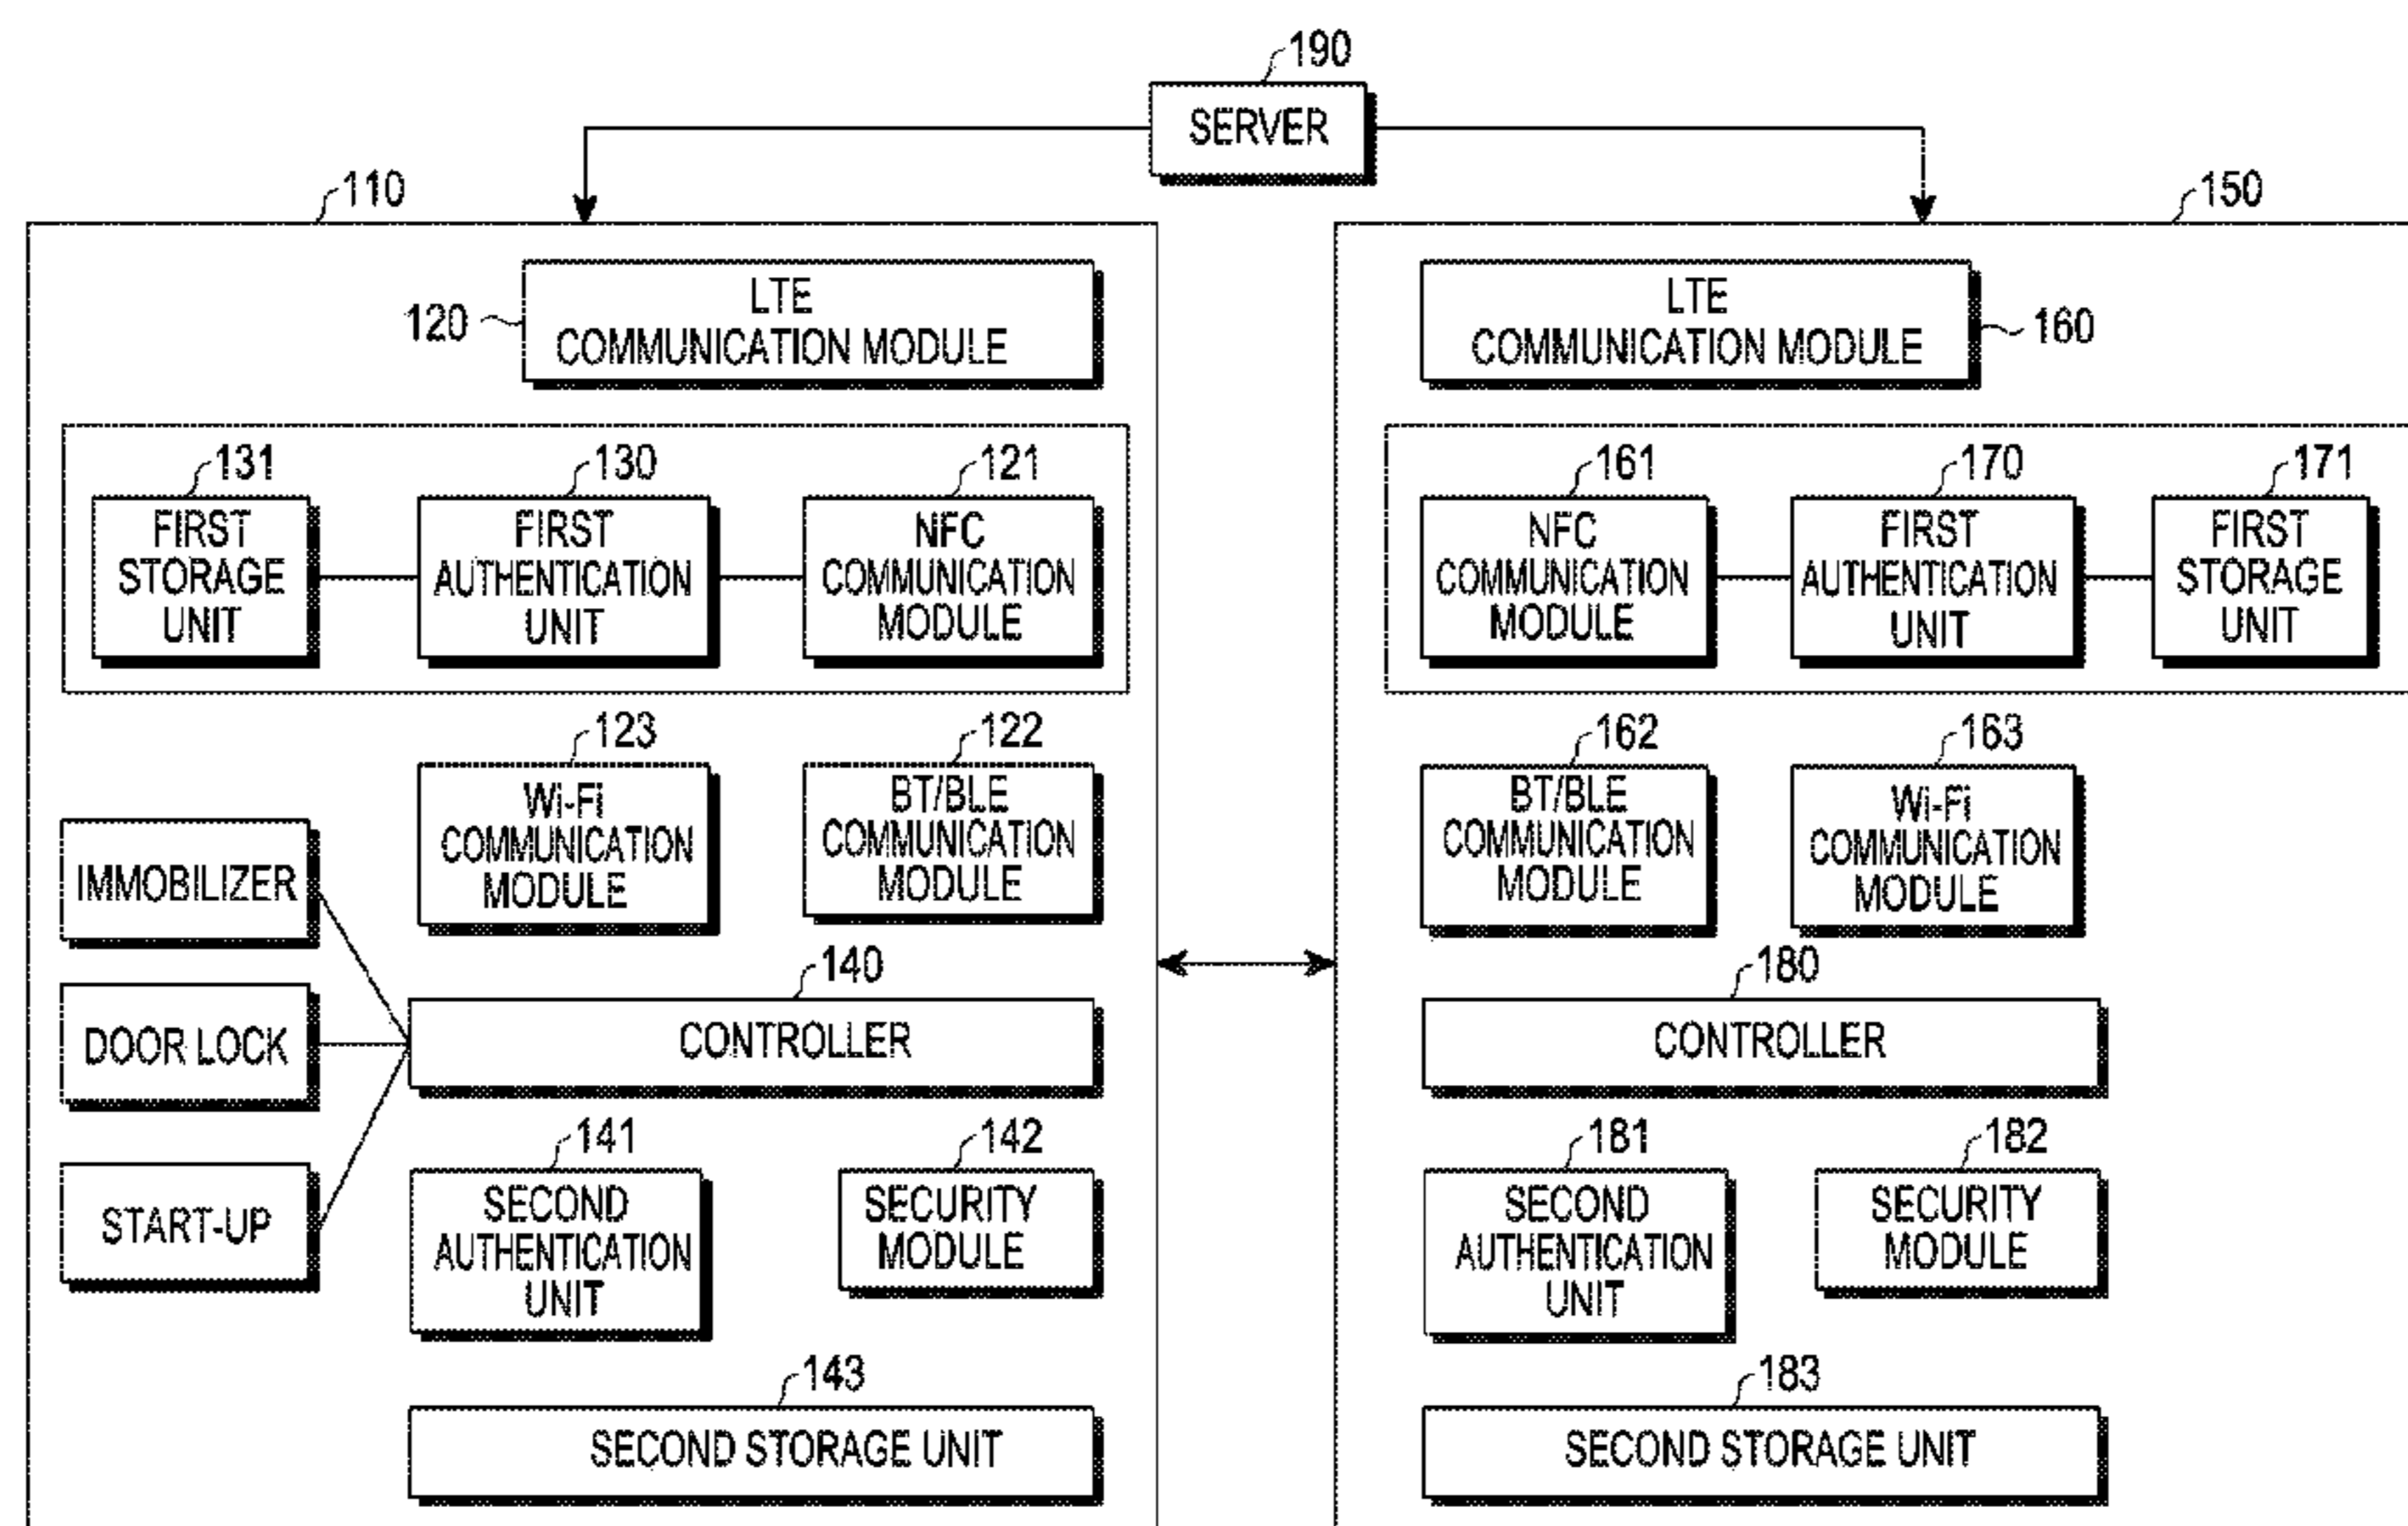 190
SERVER
110
150
LTE
COMMUNICATION MODULE
120
LTE
COMMUNICATION MODULE
160
131
FIRST
STORAGE
UNIT
130
FIRST
AUTHENTICATION
UNIT
121
NFC
COMMUNICATION
MODULE
161
NFC
COMMUNICATION
MODULE
170
FIRST
AUTHENTICATION
UNIT
171
FIRST
STORAGE
UNIT
123
Wi-Fi
COMMUNICATION
MODULE
122
BT/BLE
COMMUNICATION
MODULE
162
BT/BLE
COMMUNICATION
MODULE
163
Wi-Fi
COMMUNICATION
MODULE
IMMOBILIZER
DOOR LOCK
START-UP
140
CONTROLLER
180
CONTROLLER
141
SECOND
AUTHENTICATION
UNIT
142
SECURITY
MODULE
181
SECOND
AUTHENTICATION
UNIT
182
SECURITY
MODULE
143
SECOND STORAGE UNIT
183
SECOND STORAGE UNIT